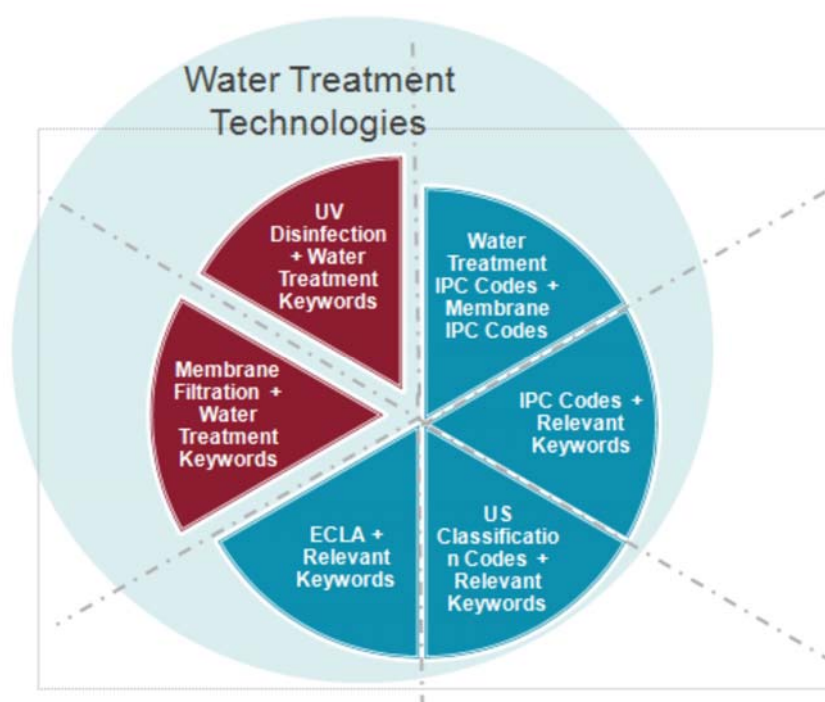 Water Treatment
Technologies
UV
Disinfection
+ Water
Treatment
Keywords
Water
Treatment
IPC Codes +
Membrane
IPC Codes
Membrane
Filtration +
Water
Treatment
Keywords
IPC Codes +
Relevant
Keywords
ECLA +
Relevant
Keywords
US
Classificatio
n Codes +
Relevant
Keywords